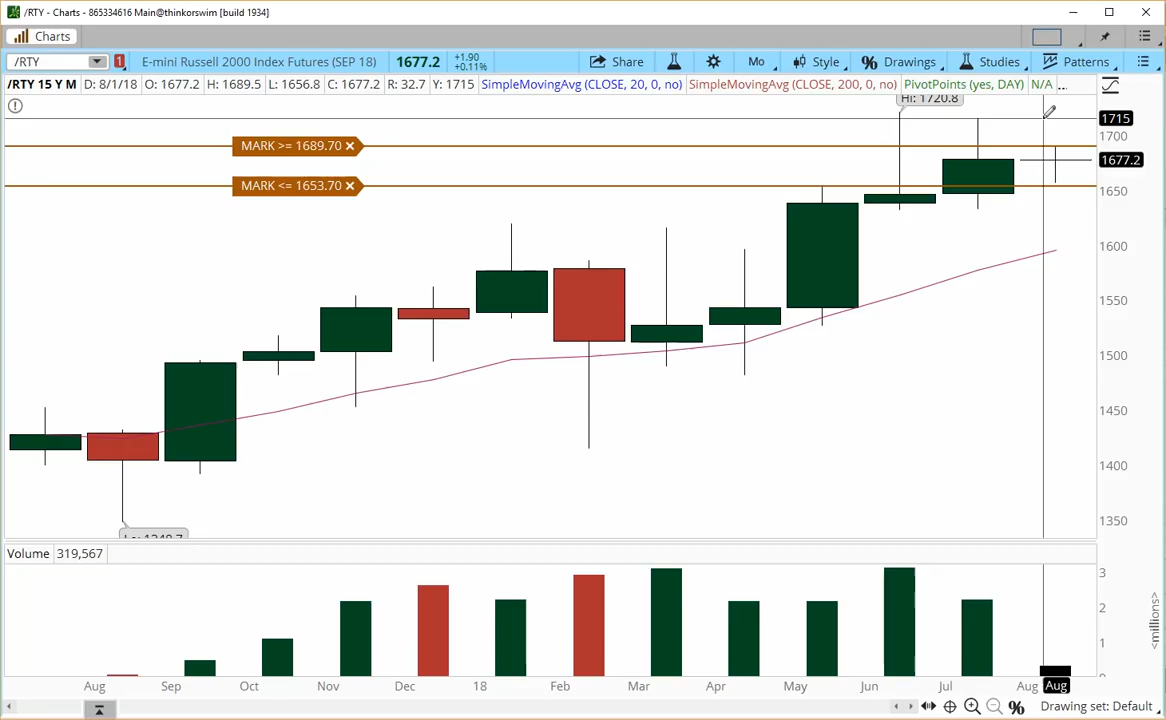 /RTY - Charts - 865334616 Main@thinkorswim [build 1934]
Charts
/RTY 1 E-mini Russell 2000 Index Futures (SEP 18) 1677.2 +1.90 +0.11% Share Mo Style Drawings Studies Patterns
/RTY 15 Y M D: 8/1/18 O: 1677.2 H: 1689.5 L: 1656.8 C: 1677.2 R: 32.7 Y: 1715 SimpleMovingAvg (CLOSE, 20, 0, no) SimpleMovingAvg (CLOSE, 200, 0, no) PivotPoints (yes, DAY) N/A ...
Hi: 1720.8
1715
1700
MARK >= 1689.70
1677.2
MARK <= 1653.70
1650
1600
1550
1500
1450
1400
1350
Volume 319,567
3
2
1
<millions>
Aug Sep Oct Nov Dec 18 Feb Mar Apr May Jun Jul Aug Aug
Drawing set: Default